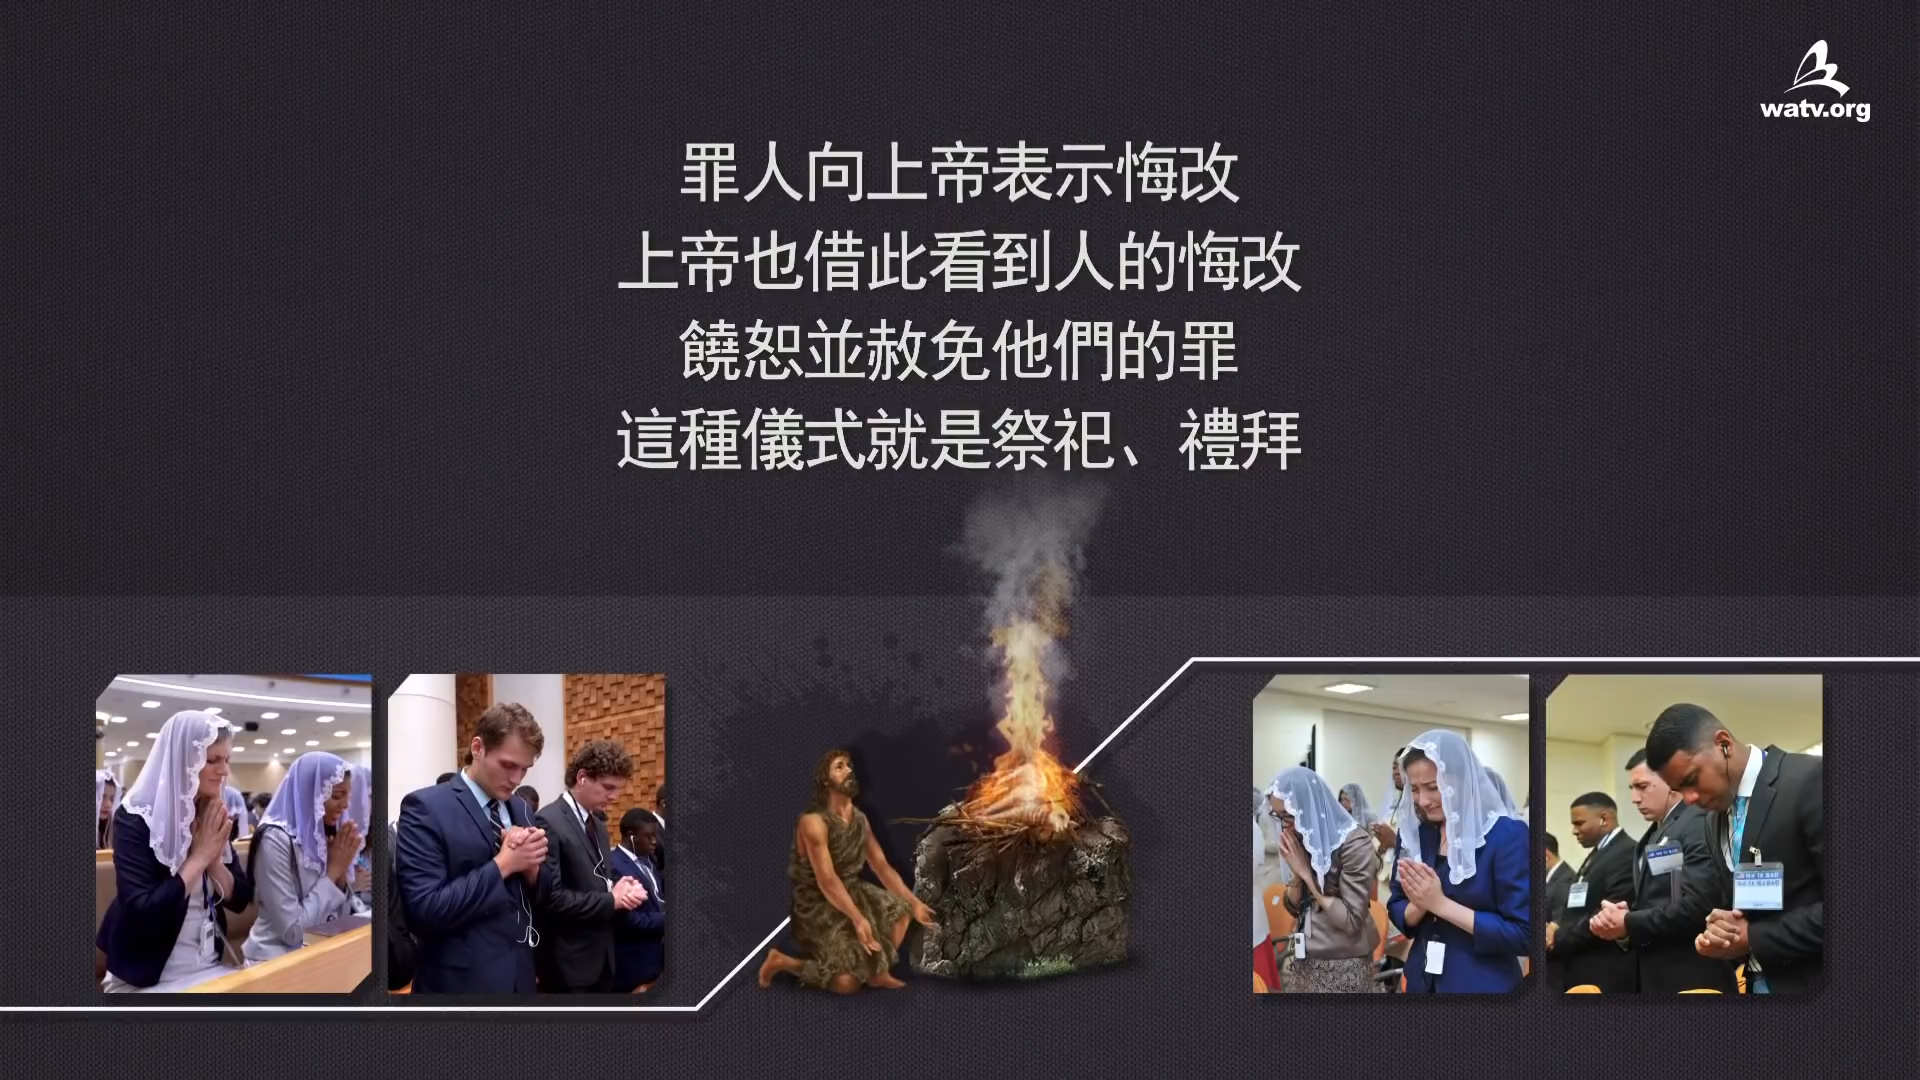 watv.org
罪人向上帝表示悔改
上帝也借此看到人的悔改
饒恕並赦免他們的罪
這種儀式就是祭祀、禮拜